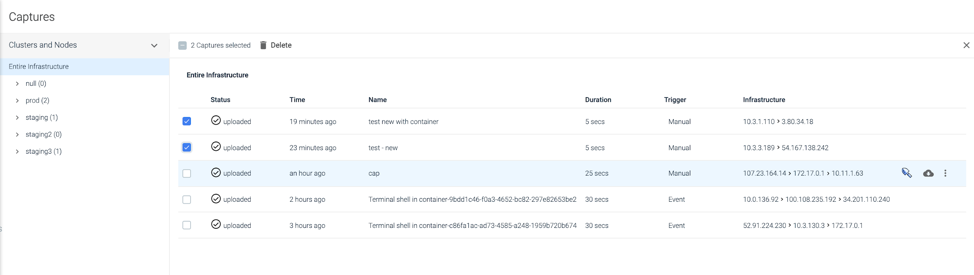 Captures
Clusters and Nodes
2 Captures selected Delete
Entire Infrastructure
null (0)
prod (2)
staging (1)
staging2 (0)
staging3 (1)
Entire Infrastructure
Status Time Name Duration Trigger Infrastructure
uploaded 19 minutes ago test new with container 5 secs Manual 10.3.1.110 > 3.80.34.18
uploaded 23 minutes ago test - new 5 secs Manual 10.3.3.189 > 54.167.138.242
uploaded an hour ago cap 25 secs Manual 107.23.164.14 > 172.17.0.1 > 10.11.1.63
uploaded 2 hours ago Terminal shell in container-9bdd1c46-f0a3-4652-bc82-297e82653be2 30 secs Event 10.0.136.92 > 100.108.235.192 > 34.201.110.240
uploaded 3 hours ago Terminal shell in container-c86fa1ac-ad73-4585-a248-1959b720b674 30 secs Event 52.91.224.230 > 10.3.130.3 > 172.17.0.1